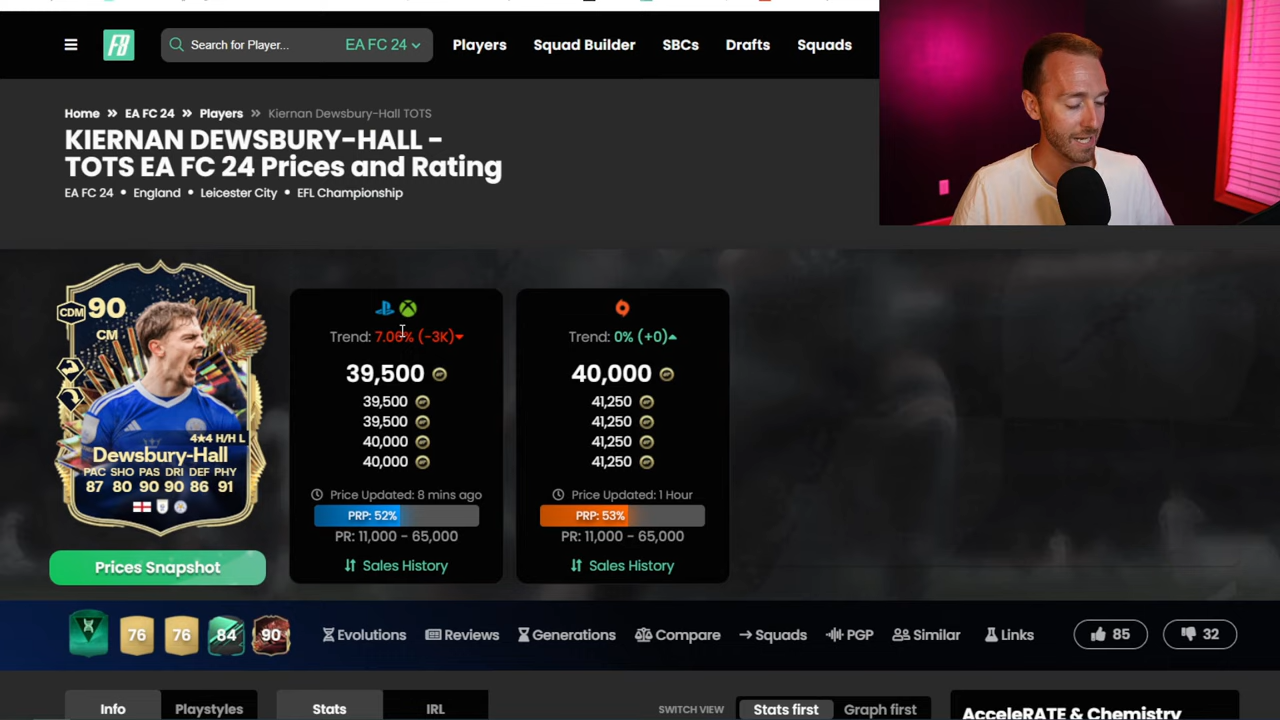 FB
Search for Player...
EA FC 24
Players
Squad Builder
SBCs
Drafts
Squads
Home » EA FC 24 » Players » Kiernan Dewsbury-Hall TOTS
KIERNAN DEWSBURY-HALL -
TOTS EA FC 24 Prices and Rating
EA FC 24 • England • Leicester City • EFL Championship
90
CDM
CM
4★4 H/H L
Dewsbury-Hall
PAC SHO PAS DRI DEF PHY
87 80 90 90 86 91
Prices Snapshot
Trend: 7.06% (-3K)
39,500
39,500
39,500
40,000
40,000
Price Updated: 8 mins ago
PRP: 52%
PR: 11,000 - 65,000
Sales History
Trend: 0% (+0)
40,000
41,250
41,250
41,250
41,250
Price Updated: 1 Hour
PRP: 53%
PR: 11,000 - 65,000
Sales History
76
76
84
90
Evolutions
Reviews
Generations
Compare
Squads
PGP
Similar
Links
85
32
Info
Playstyles
Stats
IRL
SWITCH VIEW
Stats first
Graph first
AcceleRATE & Chemistry